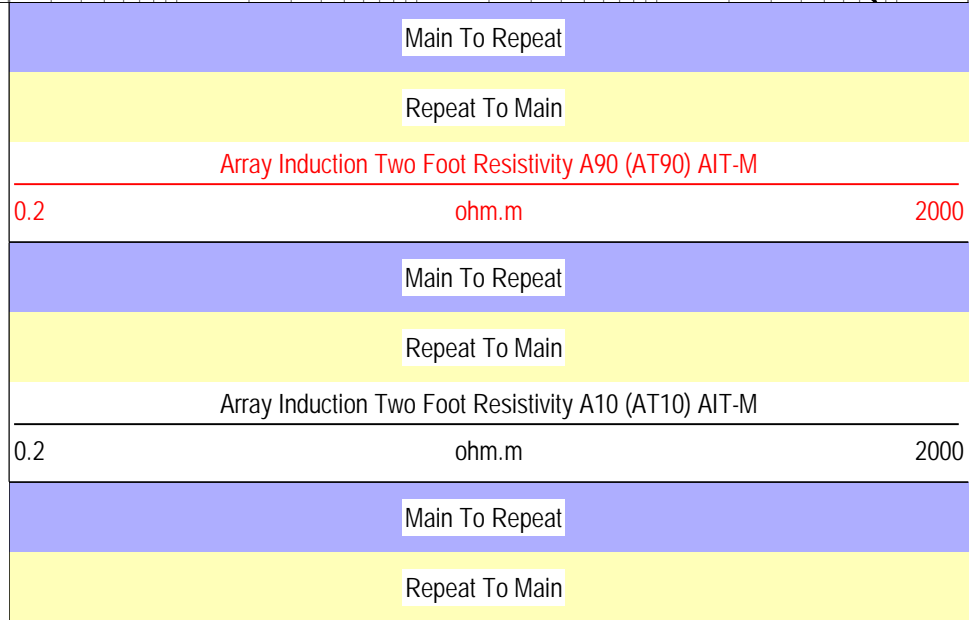 Main To Repeat
Repeat To Main
Array Induction Two Foot Resistivity A90 (AT90) AIT-M
0.2 ohm.m 2000
Main To Repeat
Repeat To Main
Array Induction Two Foot Resistivity A10 (AT10) AIT-M
0.2 ohm.m 2000
Main To Repeat
Repeat To Main